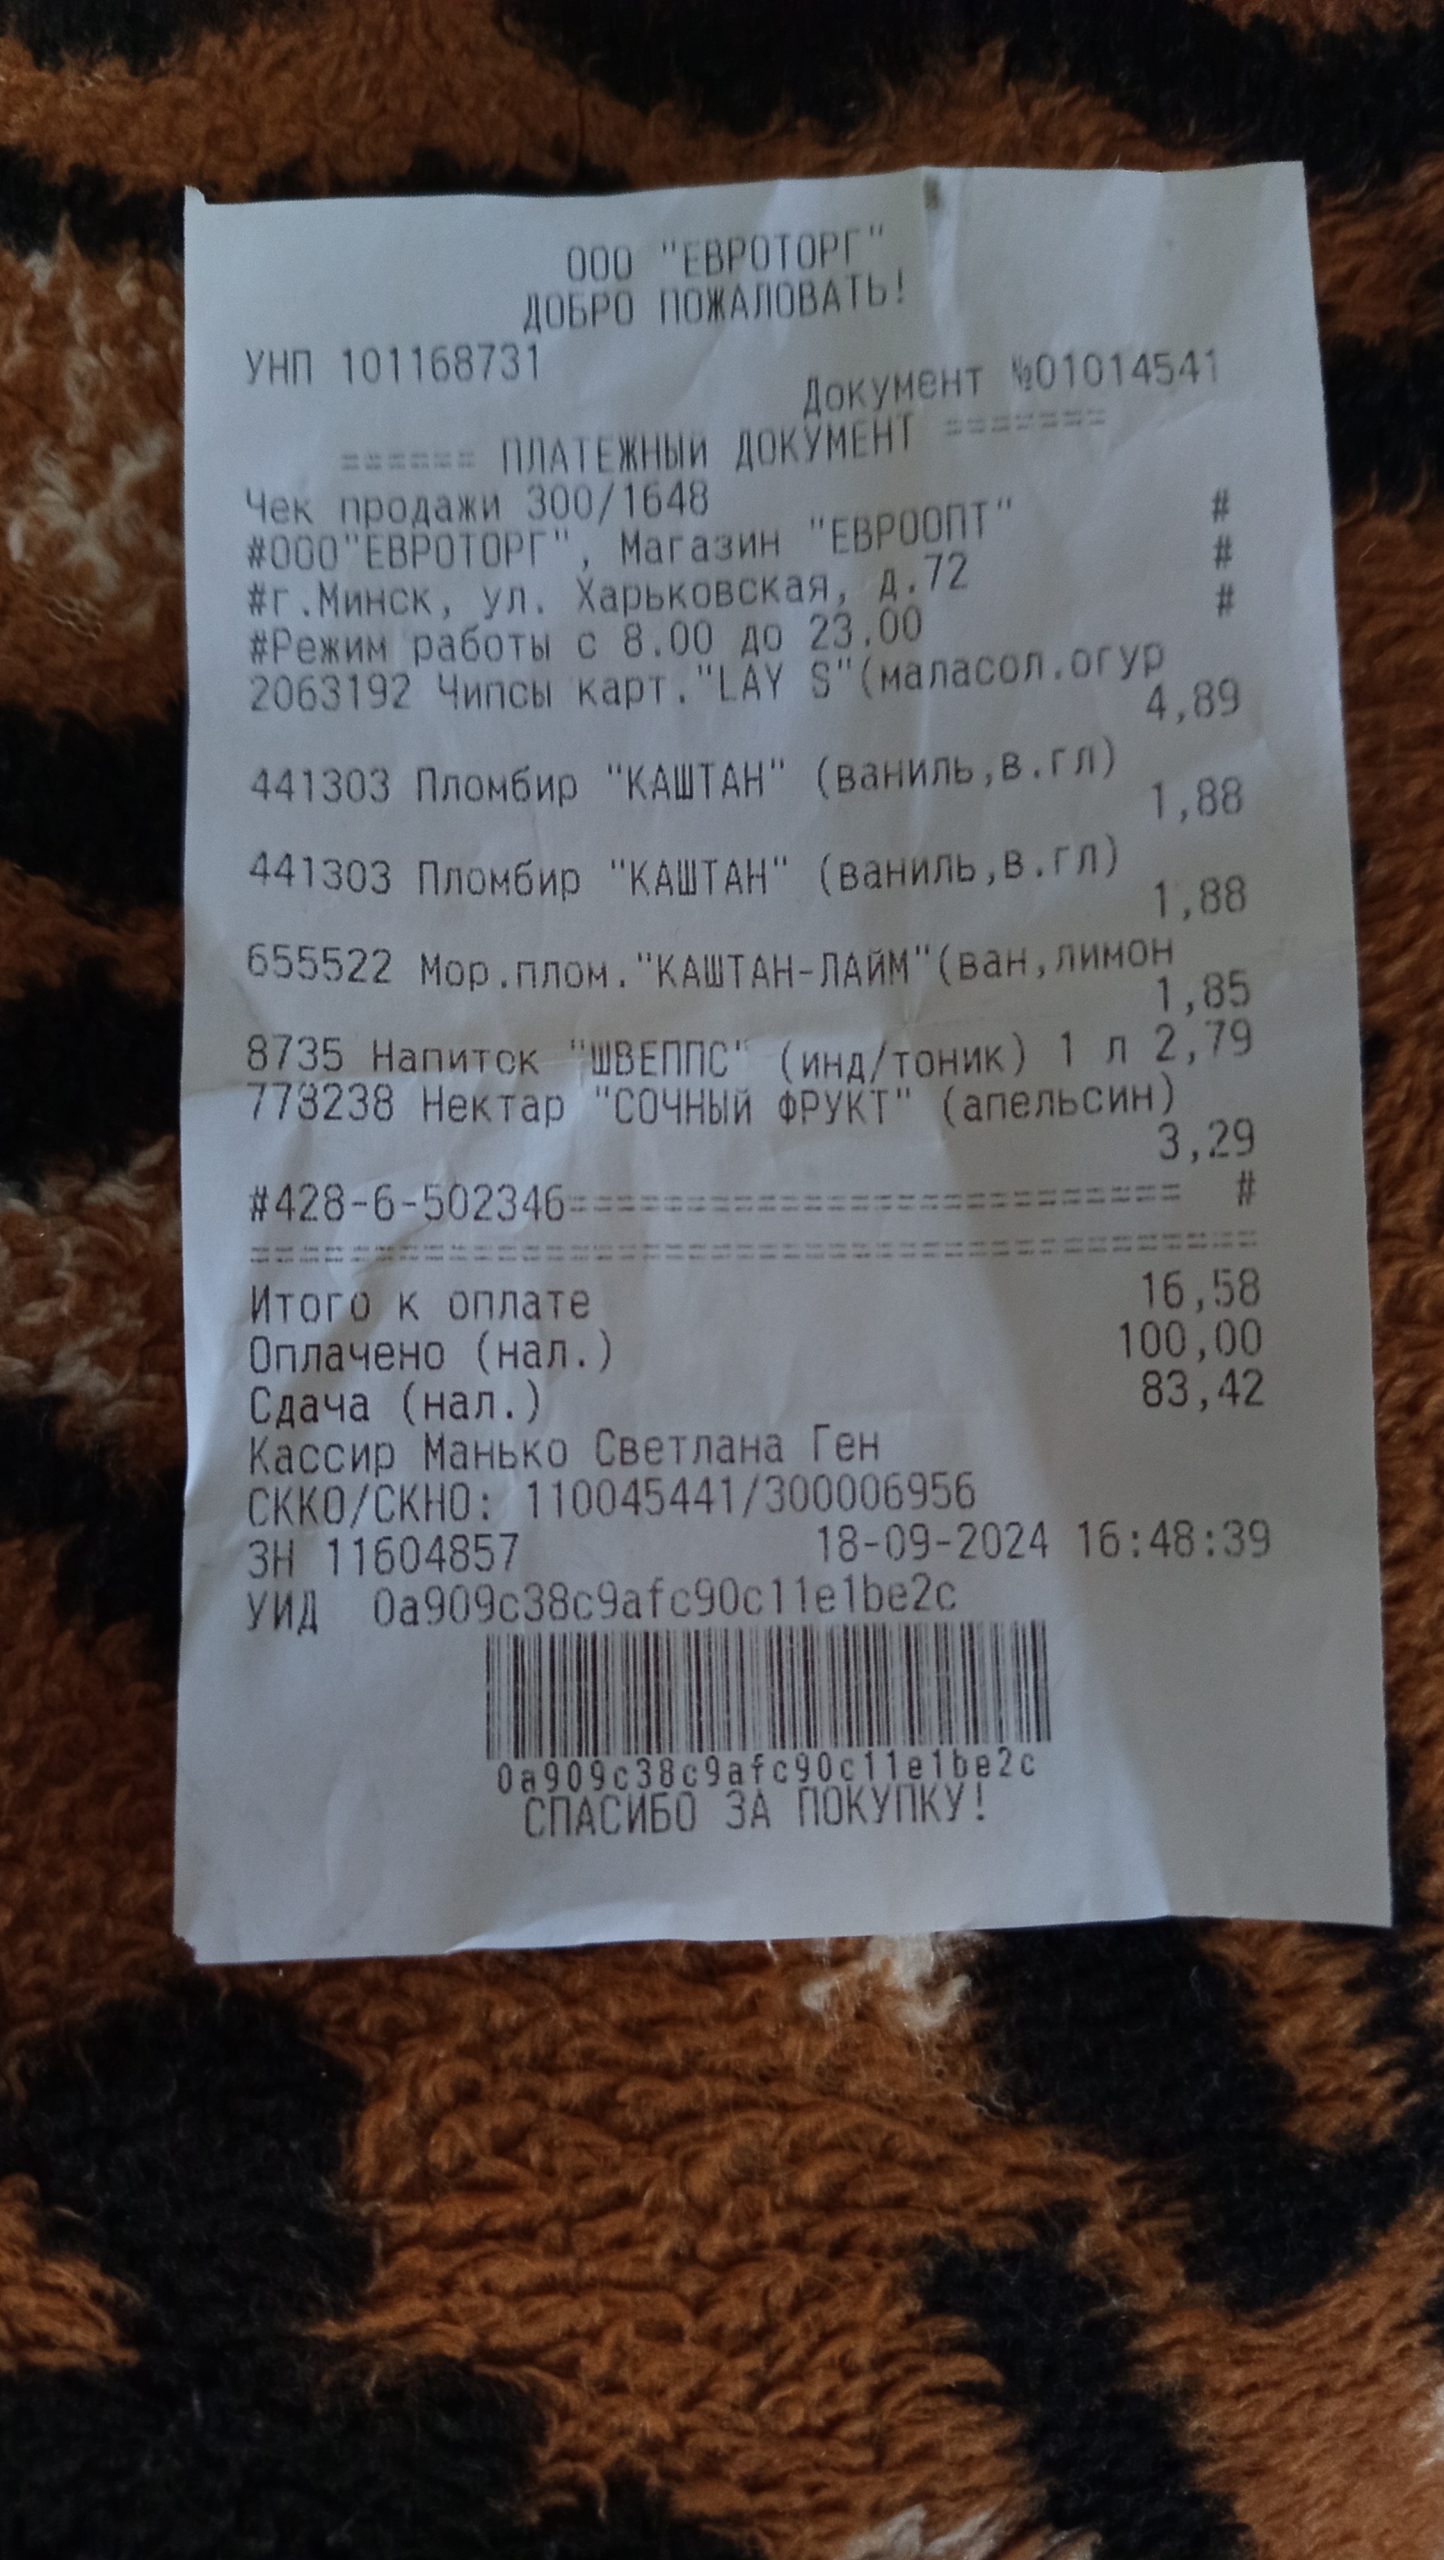 ООО "ЕВРОТОРГ"
ДОБРО ПОЖАЛОВАТЬ!
УНП 101168731
Документ №01014541
====== ПЛАТЕЖНЫЙ ДОКУМЕНТ =======
Чек продажи 300/1648
#ООО"ЕВРОТОРГ", Магазин "ЕВРООПТ" #
#г.Минск, ул. Харьковская, д.72 #
#Режим работы с 8.00 до 23.00 #
2063192 Чипсы карт."LAY S"(маласол.огур
4,89
441303 Пломбир "КАШТАН" (ваниль,в.гл)
1,88
441303 Пломбир "КАШТАН" (ваниль,в.гл)
1,88
655522 Мор.плом."КАШТАН-ЛАЙМ"(ван,лимон
1,85
8735 Напиток "ШВЕППС" (инд/тоник) 1 л 2,79
773238 Нектар "СОЧНЫЙ ФРУКТ" (апельсин)
3,29
#428-6-502346========================= #
=========================================
Итого к оплате 16,58
Оплачено (нал.) 100,00
Сдача (нал.) 83,42
Кассир Манько Светлана Ген
СККО/СКНО: 110045441/300006956
ЗН 11604857 18-09-2024 16:48:39
УИД 0a909c38c9afc90c11e1be2c
0a909c38c9afc90c11e1be2c
СПАСИБО ЗА ПОКУПКУ!